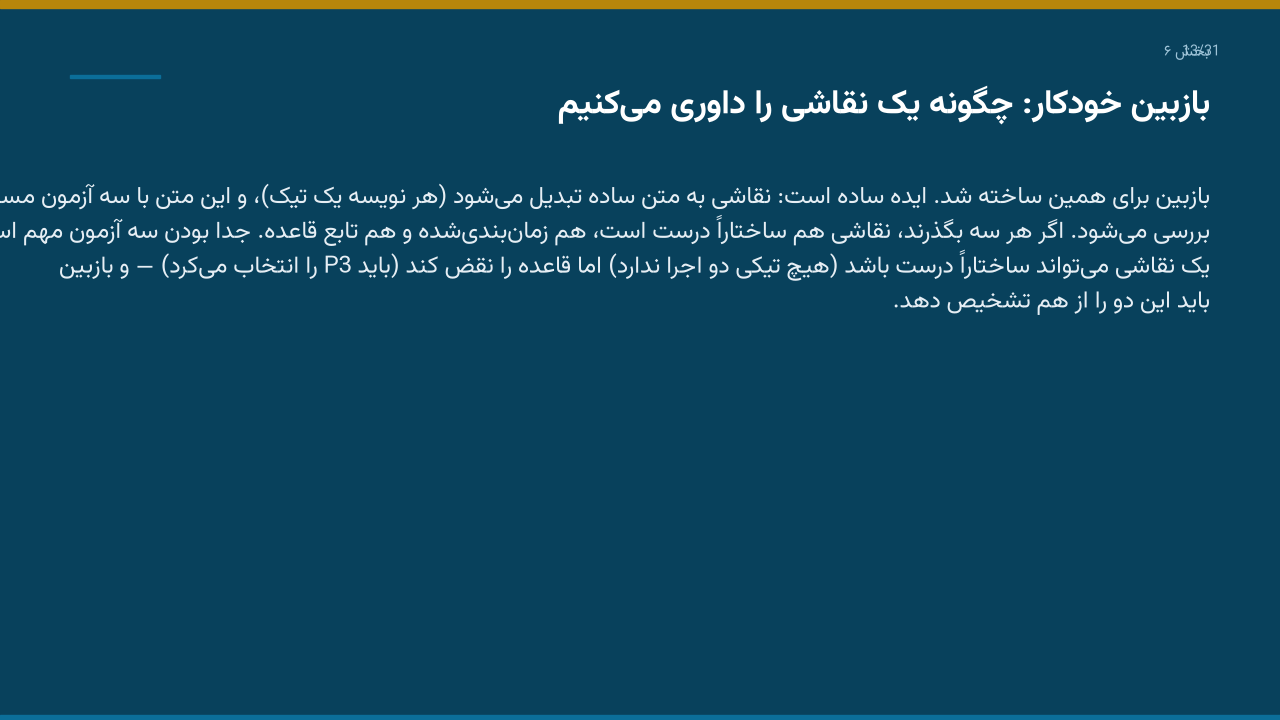 بخش ۶
13/31
بازبین خودکار: چگونه یک نقاشی را داوری می‌کنیم
بازبین برای همین ساخته شد. ایده ساده است: نقاشی به متن ساده تبدیل می‌شود (هر نویسه یک تیک)، و این متن با سه آزمون
بررسی می‌شود. اگر هر سه بگذرند، نقاشی هم ساختاراً درست است، هم زمان‌بندی‌شده و هم تابع قاعده. جدا بودن سه آزمون مهم
یک نقاشی می‌تواند ساختاراً درست باشد (هیچ تیکی دو اجرا ندارد) اما قاعده را نقض کند (باید P3 را انتخاب می‌کرد) — و بازبین
باید این دو را از هم تشخیص دهد.